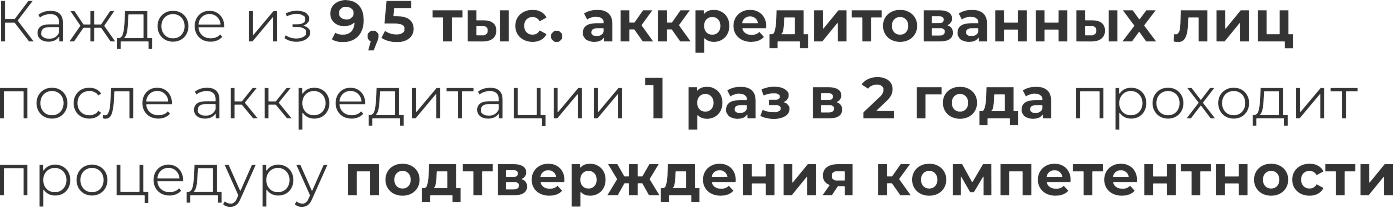 Каждое из 9,5 тыс. аккредитованных лиц
после аккредитации 1 раз в 2 года проходит
процедуру подтверждения компетентности